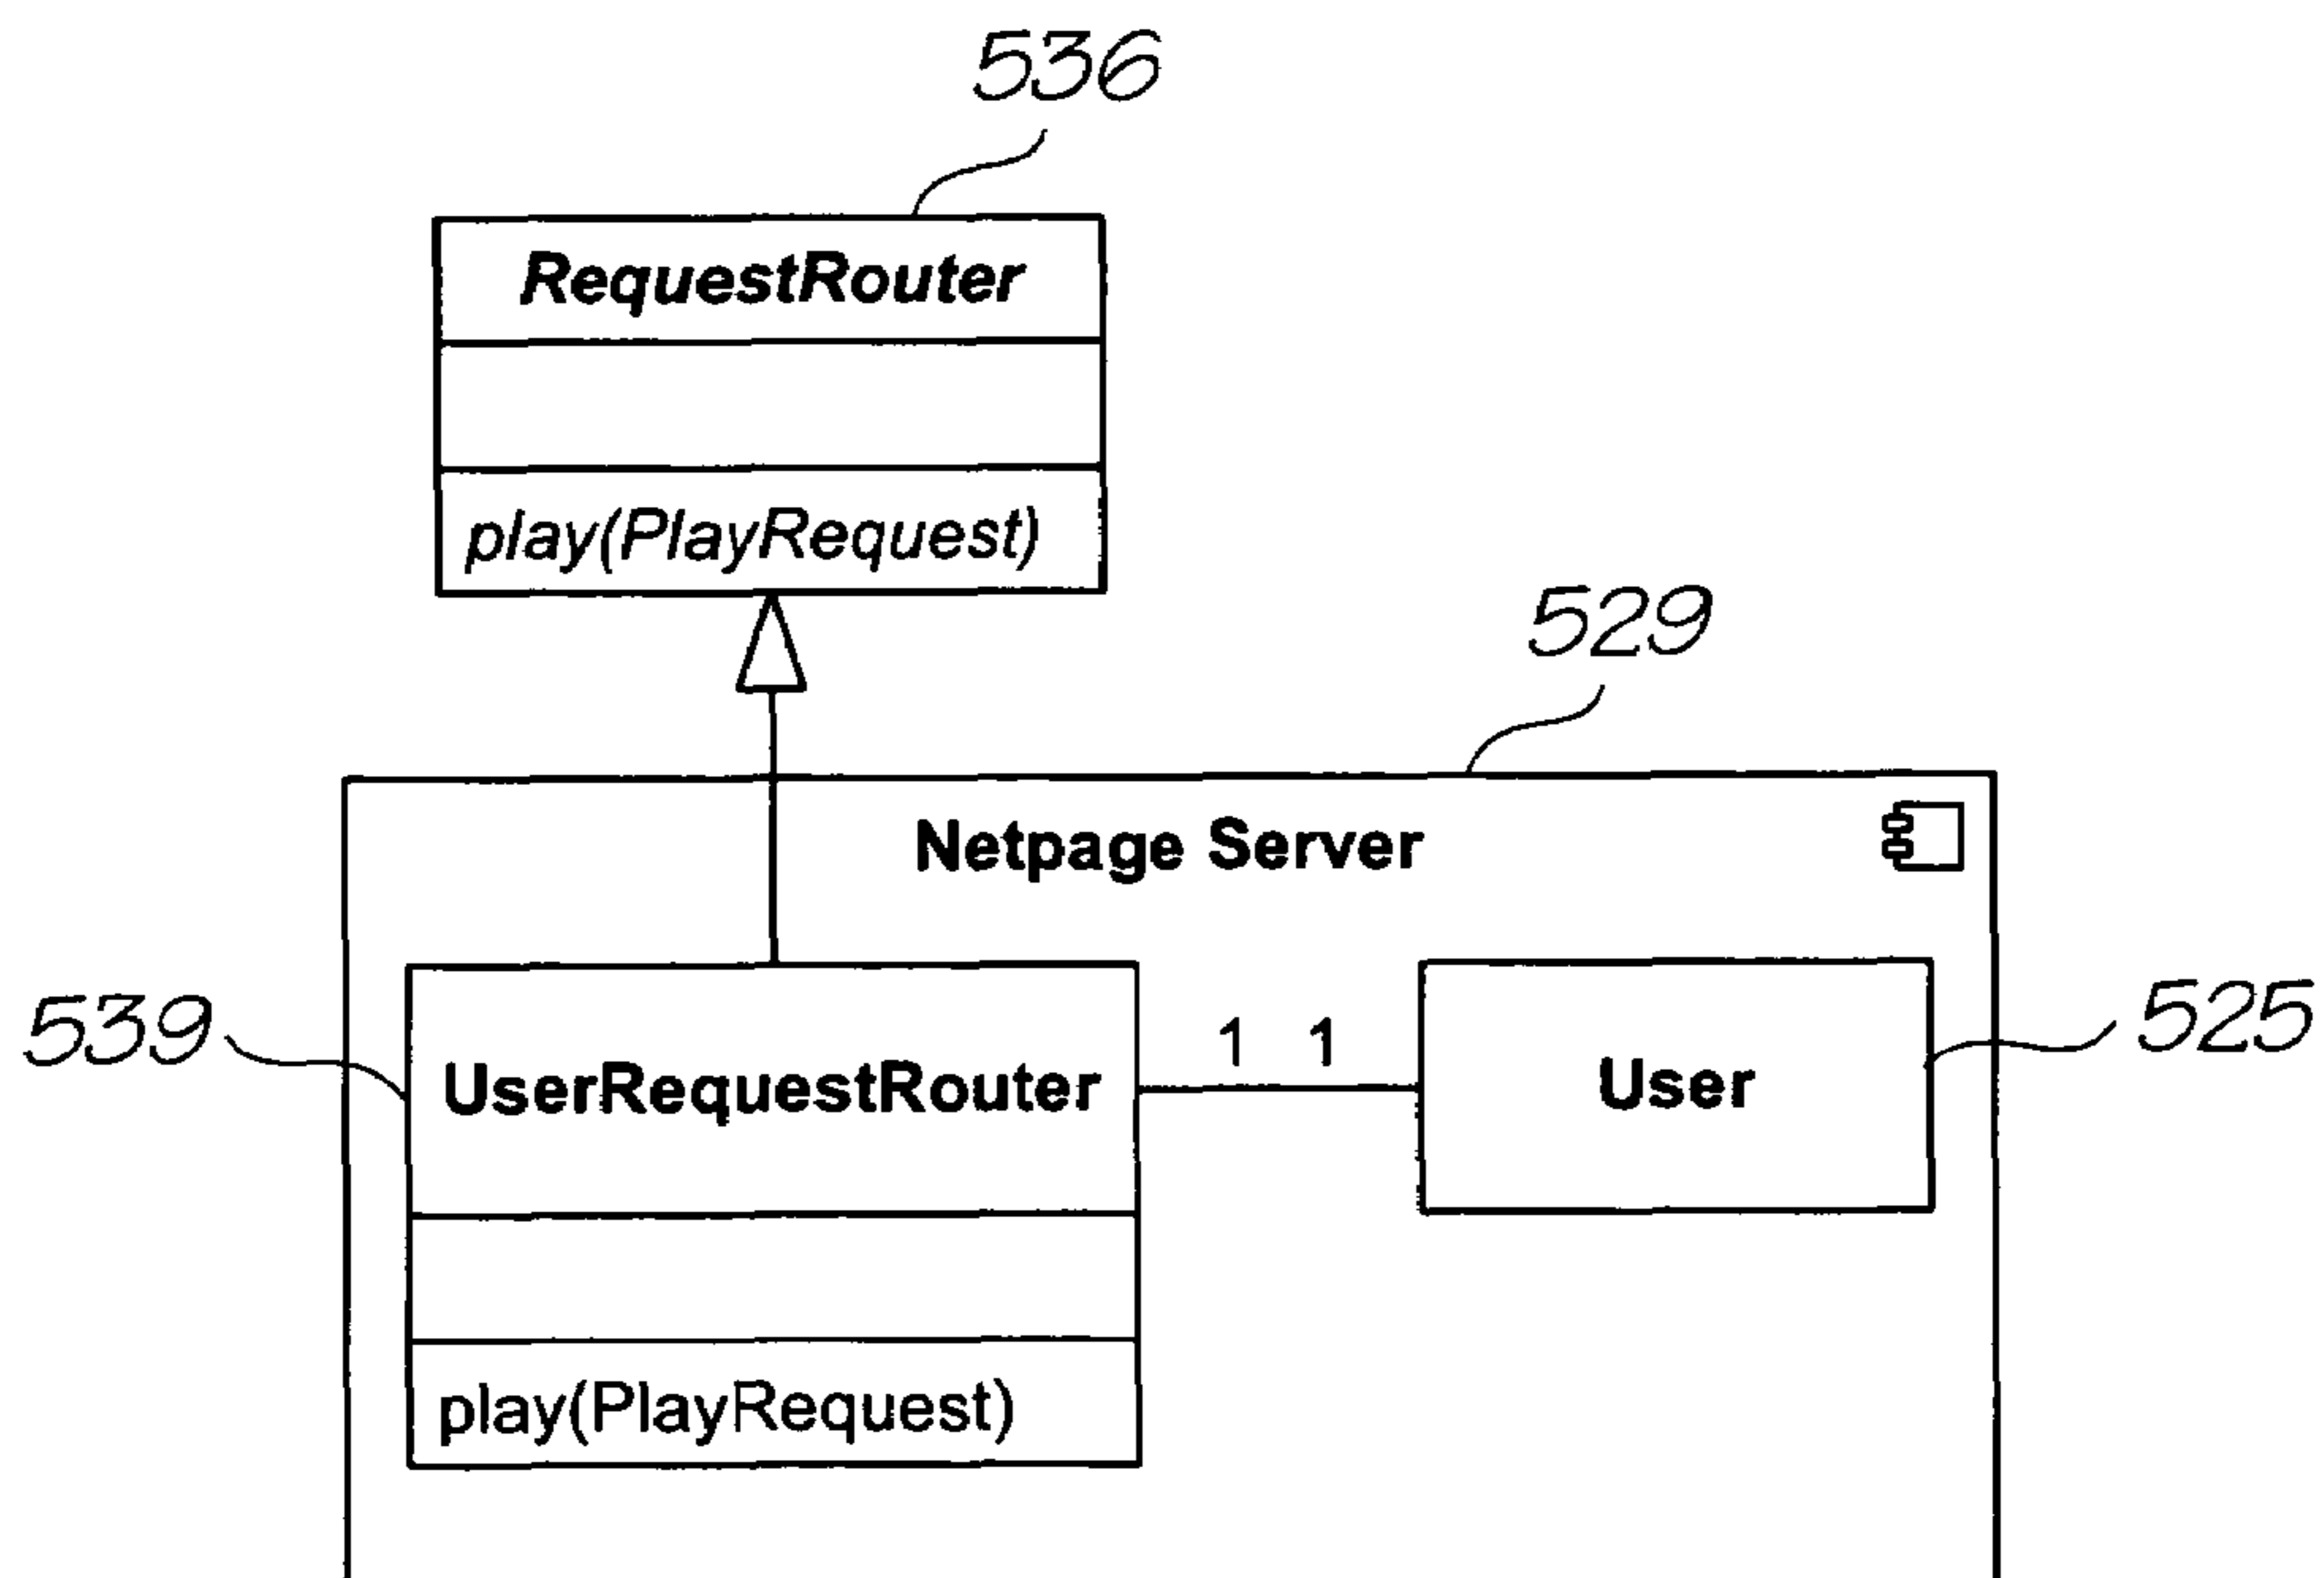 536
RequestRouter
play(PlayRequest)
529
Netpage Server
539
UserRequestRouter
1 1
User
525
play(PlayRequest)